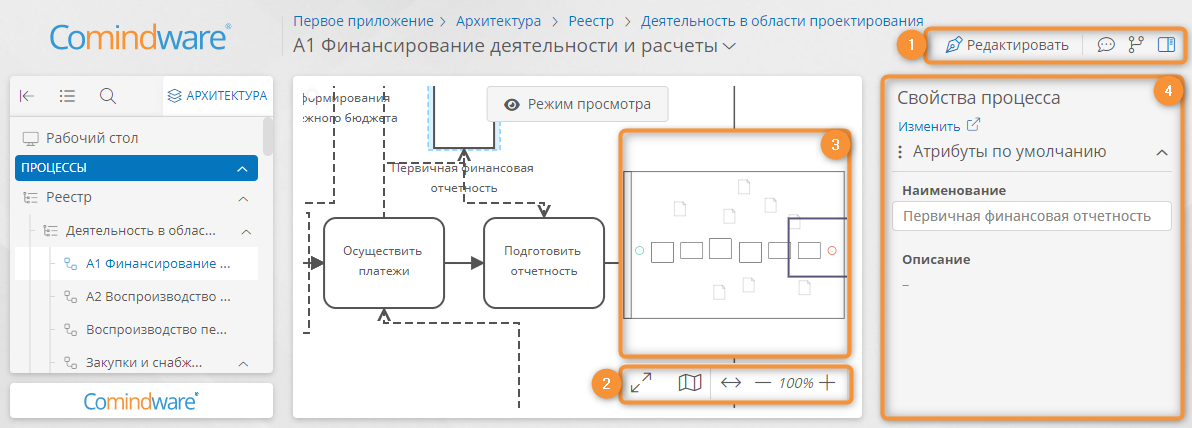 Comindware®
Первое приложение > Архитектура > Реестр > Деятельность в области проектирования
А1 Финансирование деятельности и расчеты
1
Редактировать
АРХИТЕКТУРА
Рабочий стол
ПРОЦЕССЫ
Реестр
Деятельность в облас...
А1 Финансирование ...
А2 Воспроизводство ...
Воспроизводство пе...
Закупки и снабж...
Comindware®
формирования
жного бюджета
Режим просмотра
Первичная финансовая
отчетность
Осуществить
платежи
Подготовить
отчетность
3
2
100%
4
Свойства процесса
Изменить
Атрибуты по умолчанию
Наименование
Первичная финансовая отчетность
Описание
–